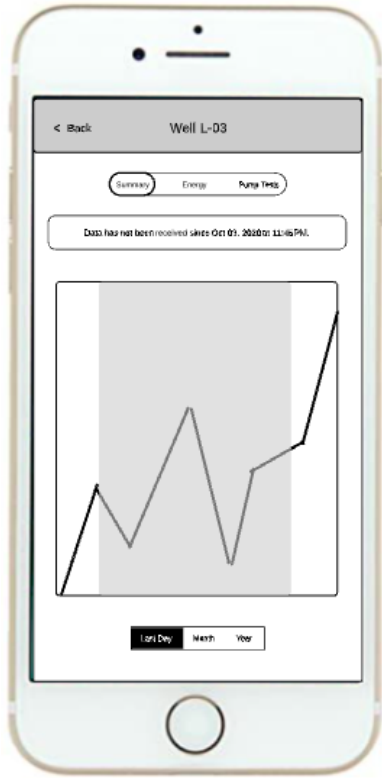 < Back Well L-03
Summary Energy Pump Tests
Data has not been received since Oct 09, 2020 at 11:45 PM.
Last Day Month Year